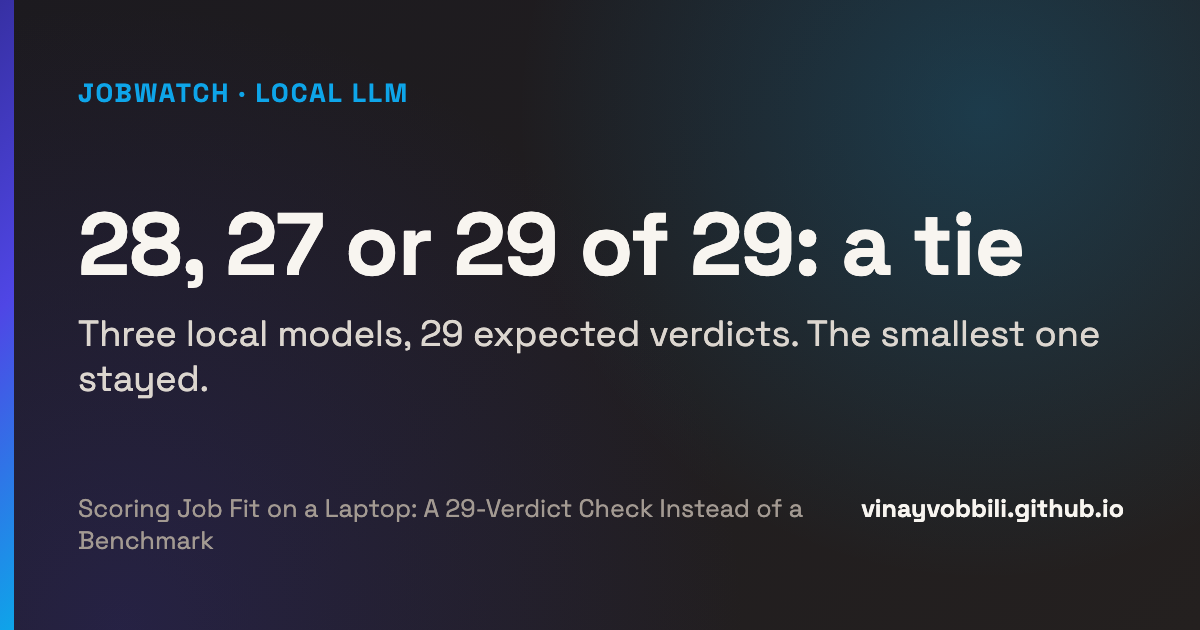 JOBWATCH · LOCAL LLM
28, 27 or 29 of 29: a tie
Three local models, 29 expected verdicts. The smallest one
stayed.
Scoring Job Fit on a Laptop: A 29-Verdict Check Instead of a
Benchmark
vinayvobbili.github.io